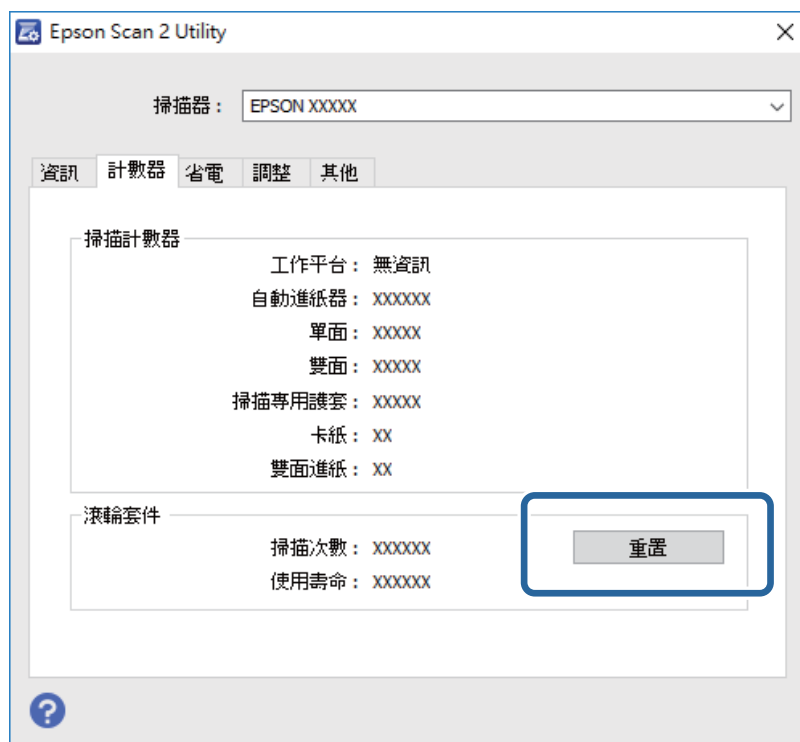 Epson Scan 2 Utility
掃描器： EPSON XXXXX
資訊 計數器 省電 調整 其他
掃描計數器
工作平台： 無資訊
自動進紙器： XXXXXX
單面： XXXXX
雙面： XXXXX
掃描專用護套： XXXXX
卡紙： XX
雙面進紙： XX
滾輪套件
掃描次數： XXXXXX 重置
使用壽命： XXXXXX
?